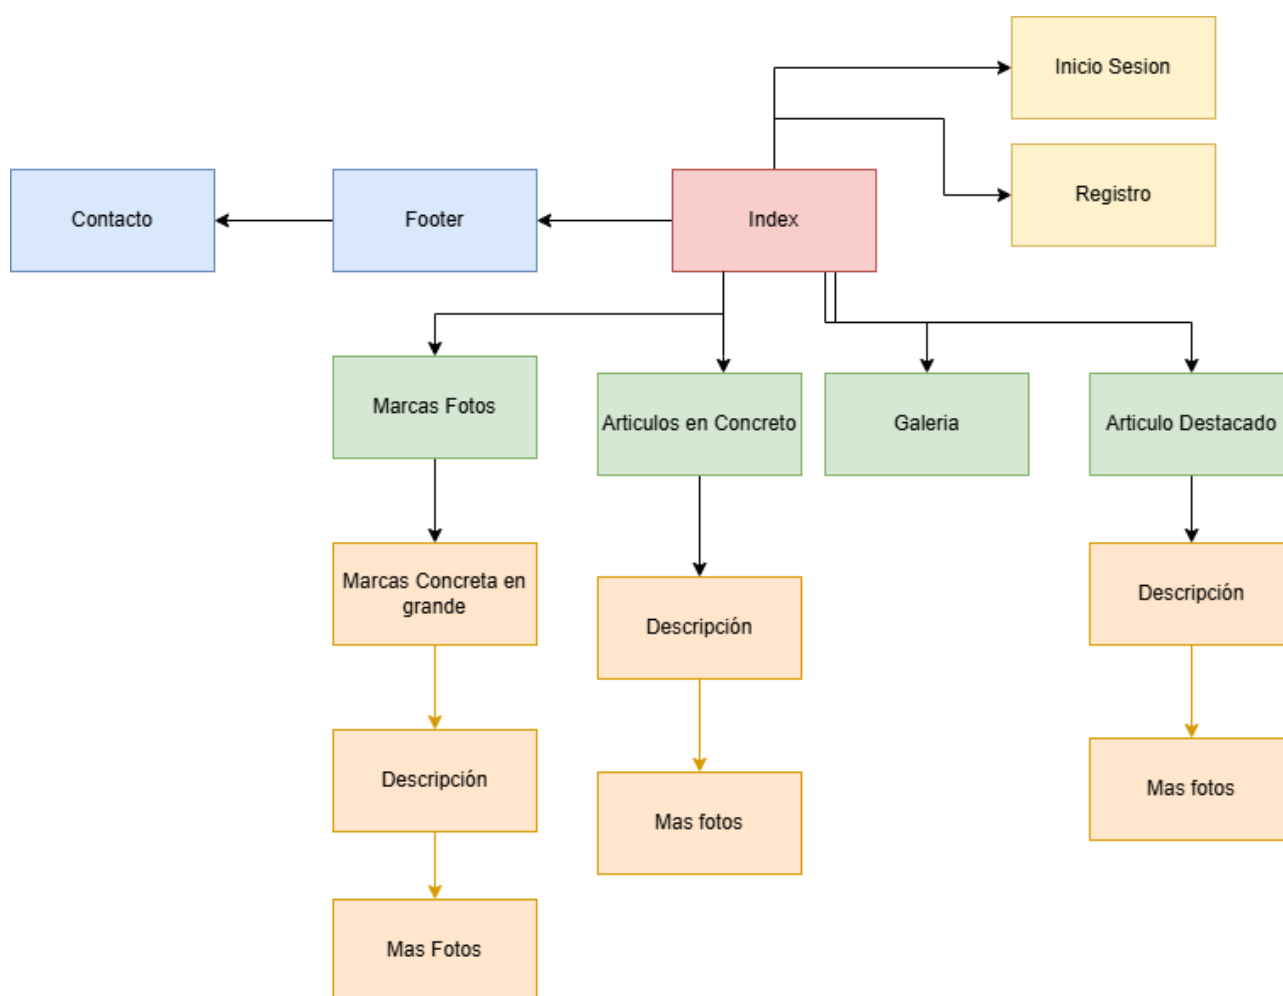 Inicio Sesion
Registro
Contacto
Footer
Index
Marcas Fotos
Articulos en Concreto
Galeria
Articulo Destacado
Marcas Concreta en
grande
Descripción
Descripción
Descripción
Mas fotos
Mas fotos
Mas Fotos